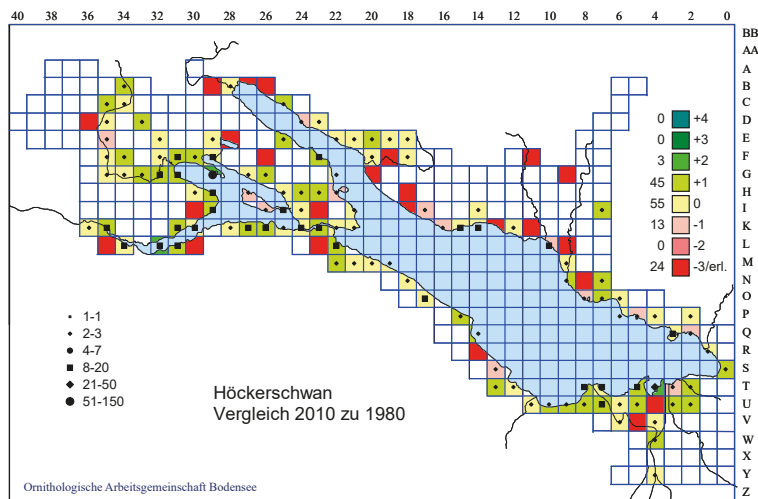 40 38 36 34 32 30 28 26 24 22 20 18 16 14 12 10 8 6 4 2 0
BB
AA
A
B
C
D
E
F
G
H
I
K
L
M
N
O
P
Q
R
S
T
U
V
W
X
Y
Z
0 +4
0 +3
3 +2
45 +1
55 0
13 -1
0 -2
24 -3/erl.
1-1
2-3
4-7
8-20
21-50
51-150
Höckerschwan
Vergleich 2010 zu 1980
Ornithologische Arbeitsgemeinschaft Bodensee